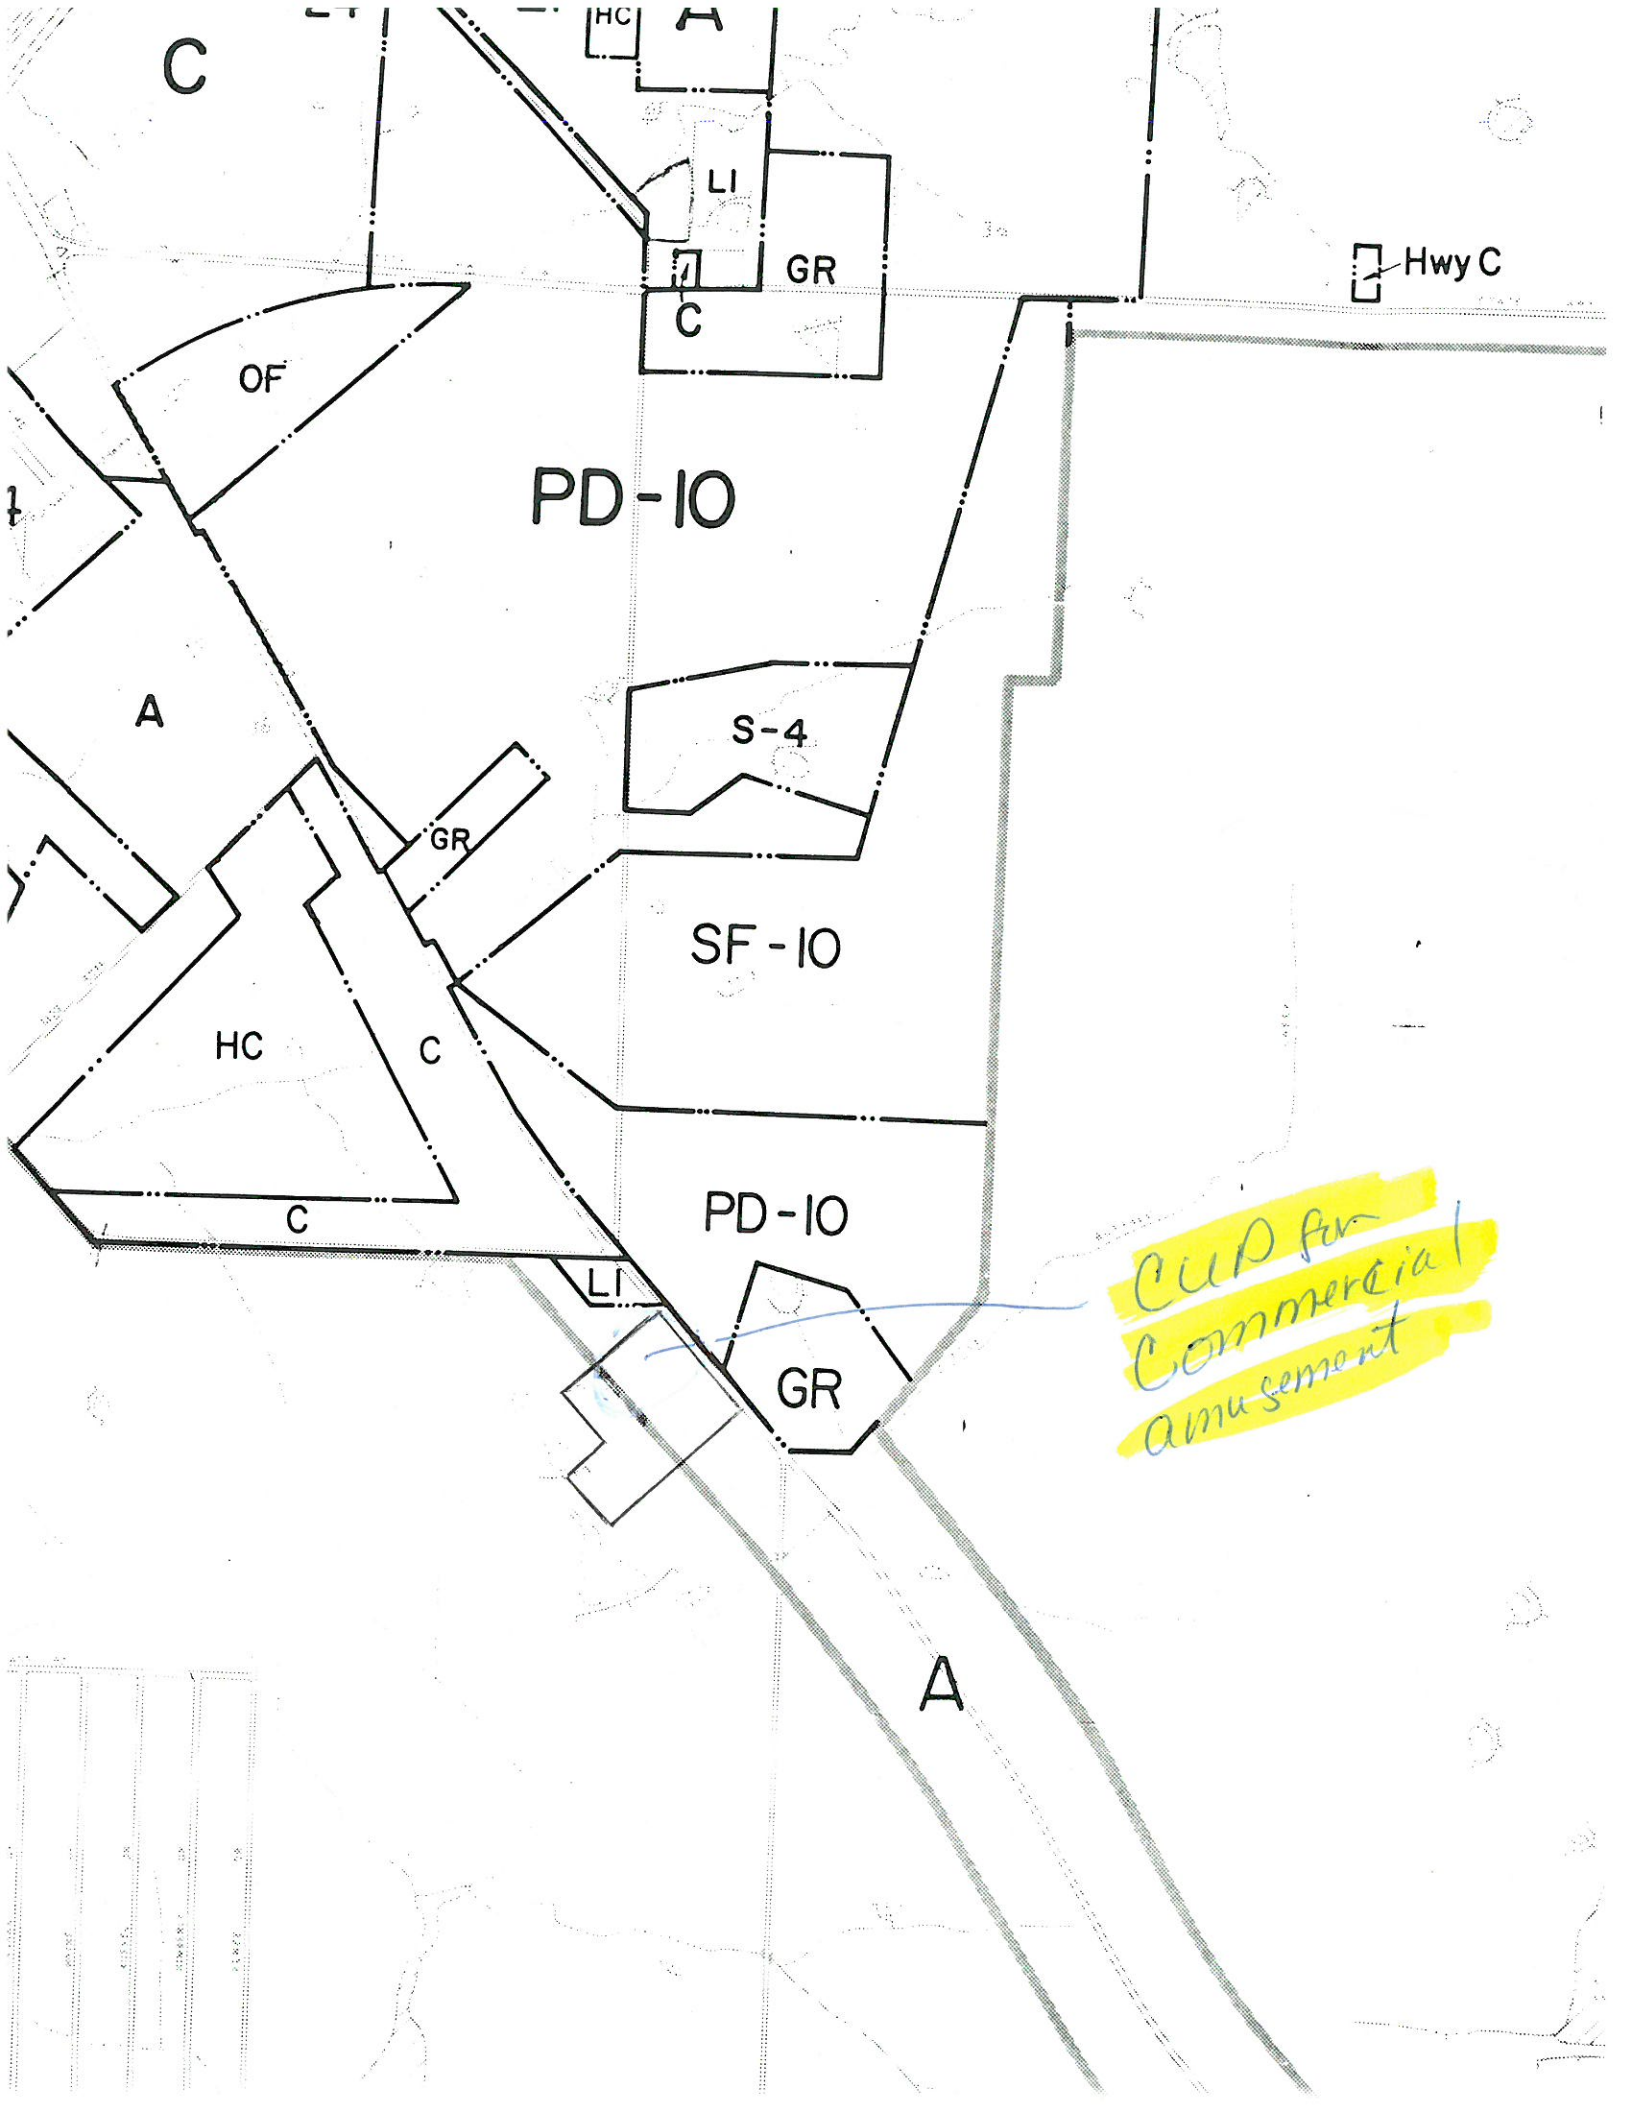 HC
A
C
LI
GR
Hwy C
C
OF
PD-10
A
S-4
GR
SF-10
HC
C
PD-10
C
LI
GR
CUP for
Commercial
amusement
A